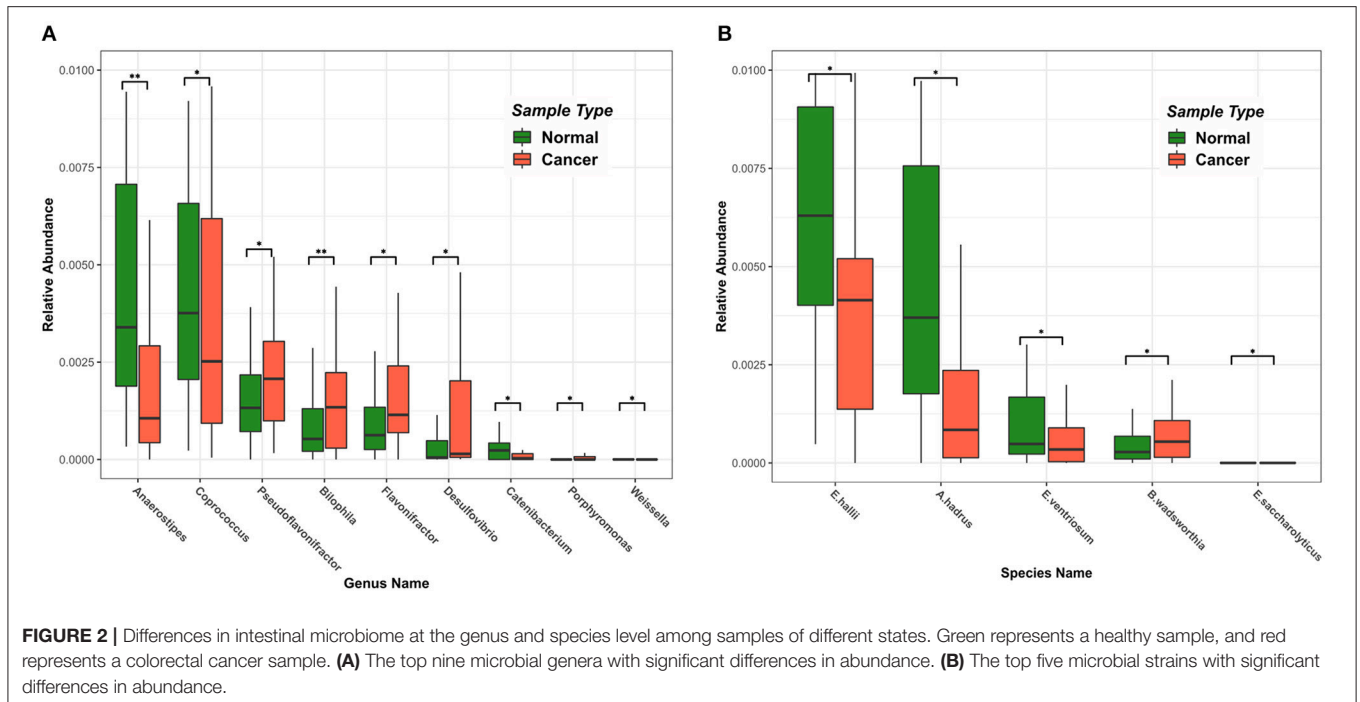 A
**
*
*
**
*
*
*
*
*
Sample Type
Normal
Cancer
0.0100
0.0075
0.0050
0.0025
0.0000
Relative Abundance
Anaerostipes
Coprococcus
Pseudoflavonifractor
Bilophila
Flavonifractor
Desulfovibrio
Catenibacterium
Porphyromonas
Weissella
Genus Name
B
*
*
*
*
*
Sample Type
Normal
Cancer
0.0100
0.0075
0.0050
0.0025
0.0000
Relative Abundance
E.hallii
A.hadrus
E.ventriosum
B.wadsworthia
E.saccharolyticus
Species Name
FIGURE 2 | Differences in intestinal microbiome at the genus and species level among samples of different states. Green represents a healthy sample, and red
represents a colorectal cancer sample. (A) The top nine microbial genera with significant differences in abundance. (B) The top five microbial strains with significant
differences in abundance.